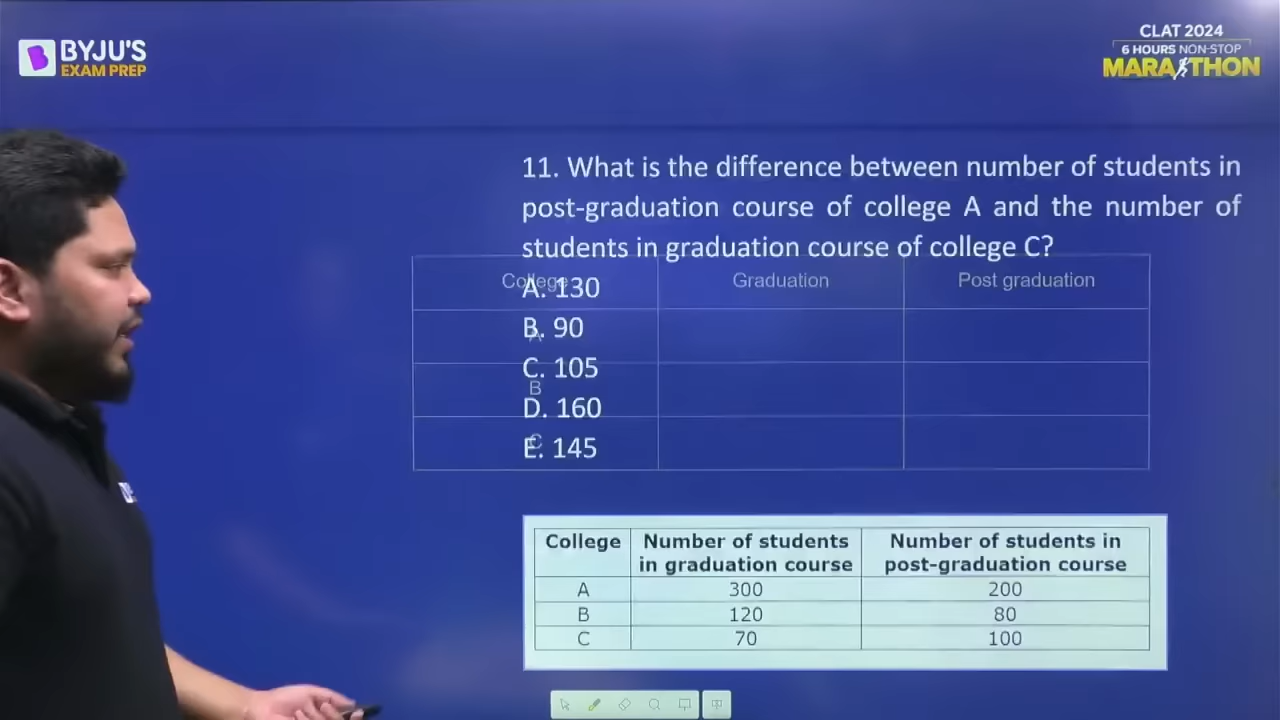 BYJU'S
EXAM PREP
CLAT 2024
6 HOURS NON-STOP
MARATHON
11. What is the difference between number of students in
post-graduation course of college A and the number of
students in graduation course of college C?
College Graduation Post graduation
A. 130
A
B. 90
C. 105
B
D. 160
C
E. 145
College Number of students in graduation course Number of students in post-graduation course
A 300 200
B 120 80
C 70 100